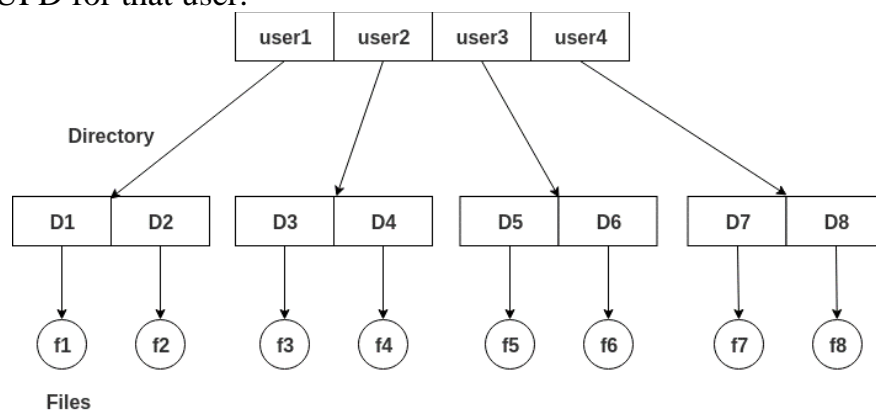 UFD for that user.
user1 user2 user3 user4
Directory
D1 D2 D3 D4 D5 D6 D7 D8
f1 f2 f3 f4 f5 f6 f7 f8
Files